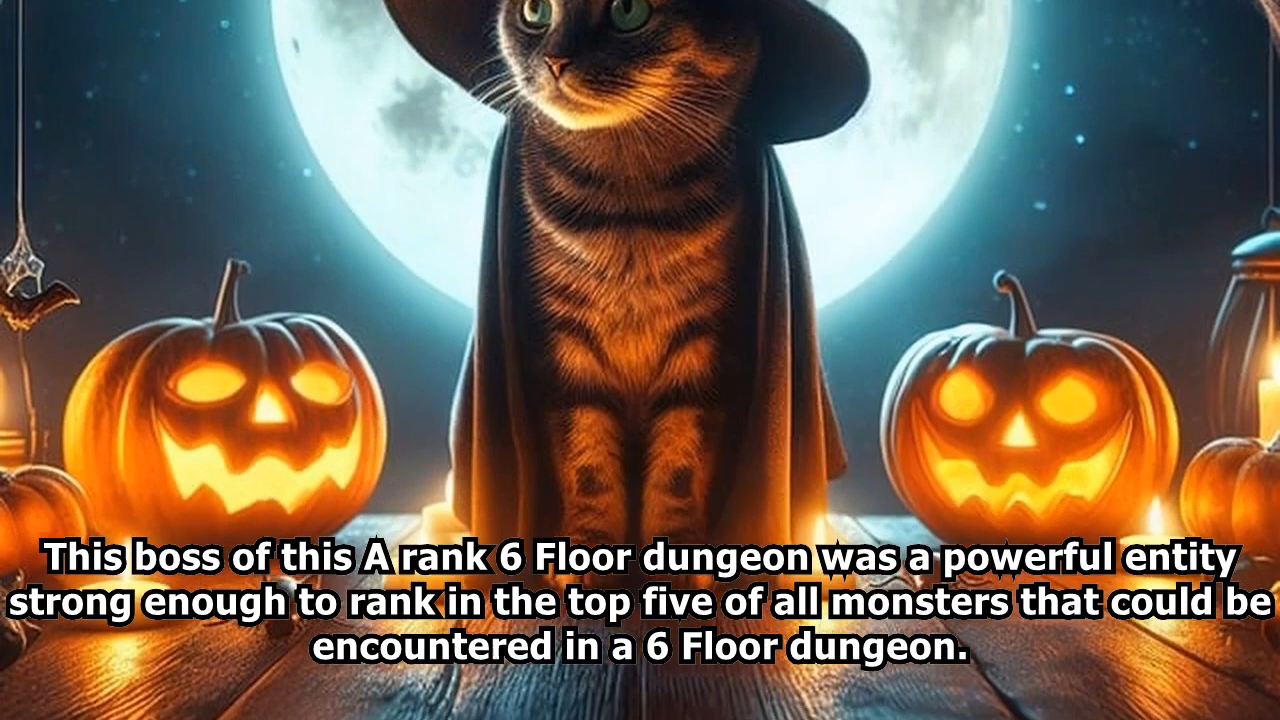 This boss of this A rank 6 Floor dungeon was a powerful entity
strong enough to rank in the top five of all monsters that could be
encountered in a 6 Floor dungeon.